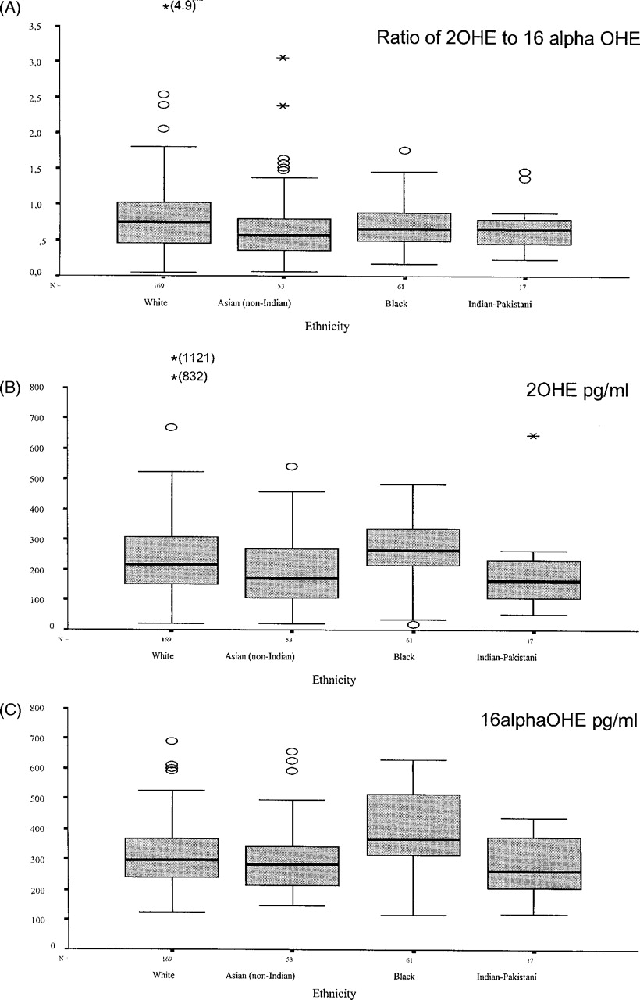 (A)
*(4.9)
Ratio of 2OHE to 16 alpha OHE
3,5
3,0
2,5
2,0
1,5
1,0
,5
0,0
N = 169 53 61 17
White Asian (non-Indian) Black Indian-Pakistani
Ethnicity
*(1121)
*(832)
(B)
2OHE pg/ml
800
700
600
500
400
300
200
100
0
N = 169 53 61 17
White Asian (non-Indian) Black Indian-Pakistani
Ethnicity
(C)
16alphaOHE pg/ml
800
700
600
500
400
300
200
100
0
N = 169 53 61 17
White Asian (non-Indian) Black Indian-Pakistani
Ethnicity